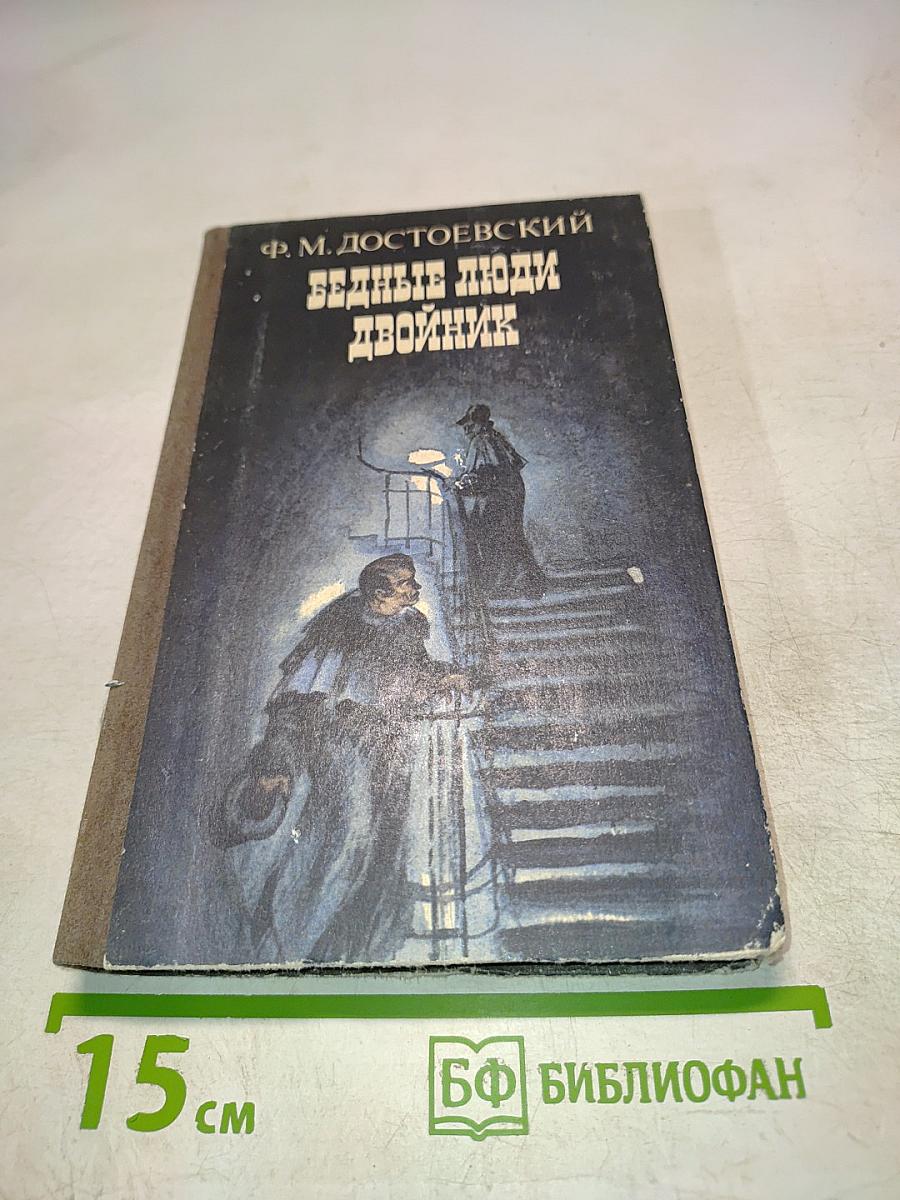 Ф. М. ДОСТОЕВСКИЙ
БЕДНЫЕ ЛЮДИ
ДВОЙНИК
15 см
БФ БИБЛИОФАН